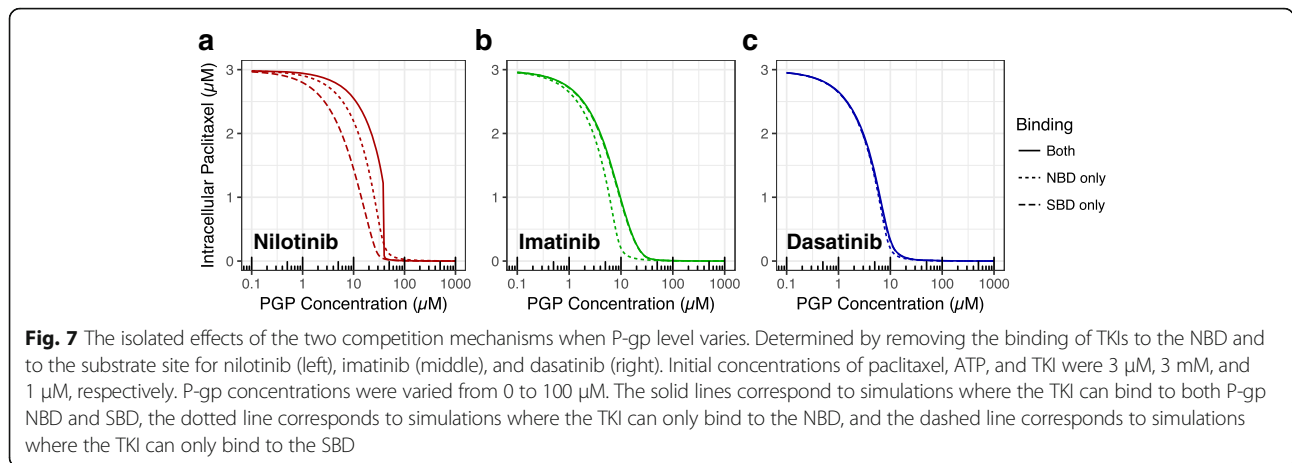 a
b
c
Intracellular Paclitaxel (µM)
3
2
1
0
Nilotinib
0.1 1 10 100 1000
PGP Concentration (µM)
3
2
1
0
Imatinib
0.1 1 10 100 1000
PGP Concentration (µM)
3
2
1
0
Dasatinib
0.1 1 10 100 1000
PGP Concentration (µM)
Binding
Both
NBD only
SBD only
Fig. 7 The isolated effects of the two competition mechanisms when P-gp level varies. Determined by removing the binding of TKIs to the NBD and
to the substrate site for nilotinib (left), imatinib (middle), and dasatinib (right). Initial concentrations of paclitaxel, ATP, and TKI were 3 µM, 3 mM, and
1 µM, respectively. P-gp concentrations were varied from 0 to 100 µM. The solid lines correspond to simulations where the TKI can bind to both P-gp
NBD and SBD, the dotted line corresponds to simulations where the TKI can only bind to the NBD, and the dashed line corresponds to simulations
where the TKI can only bind to the SBD